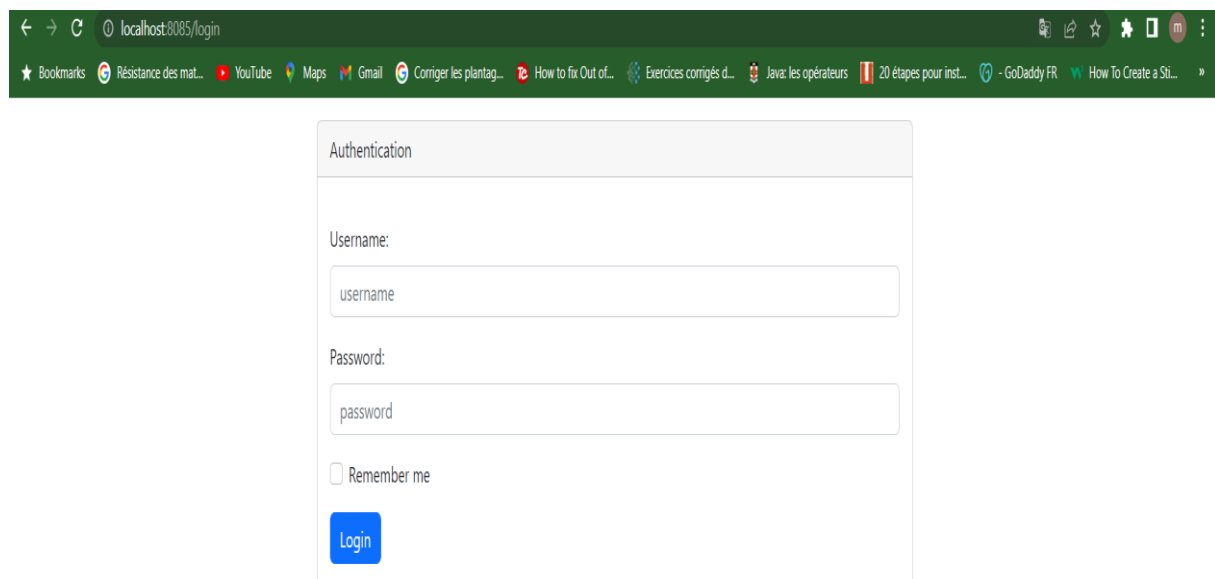 localhost:8085/login
m
Bookmarks Résistance des mat... YouTube Maps Gmail Corriger les plantag... How to fix Out of... Exercices corrigés d... Java: les opérateurs 20 étapes pour inst... - GoDaddy FR How To Create a Sti... »
Authentication
Username:
username
Password:
password
Remember me
Login